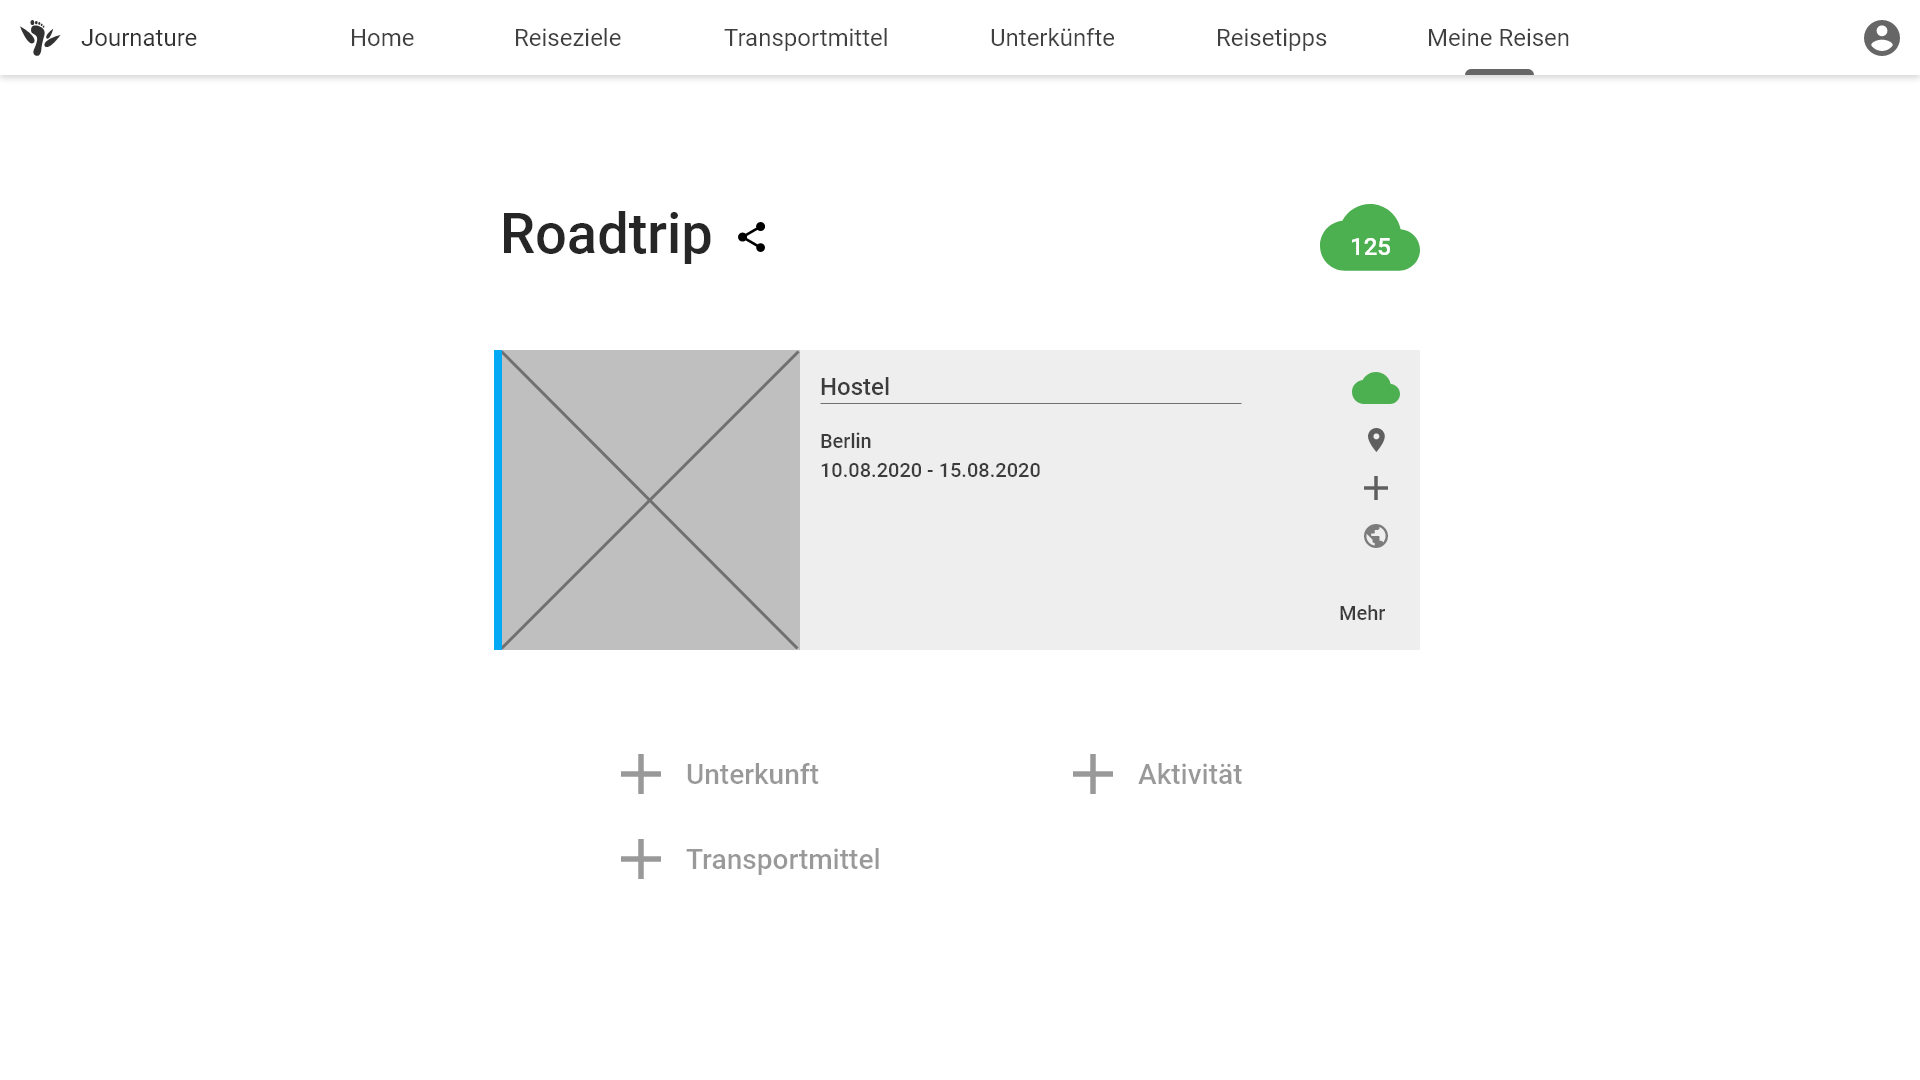 Journature
Home
Reiseziele
Transportmittel
Unterkünfte
Reisetipps
Meine Reisen
Roadtrip
125
Hostel
Berlin
10.08.2020 - 15.08.2020
Mehr
Unterkunft
Aktivität
Transportmittel